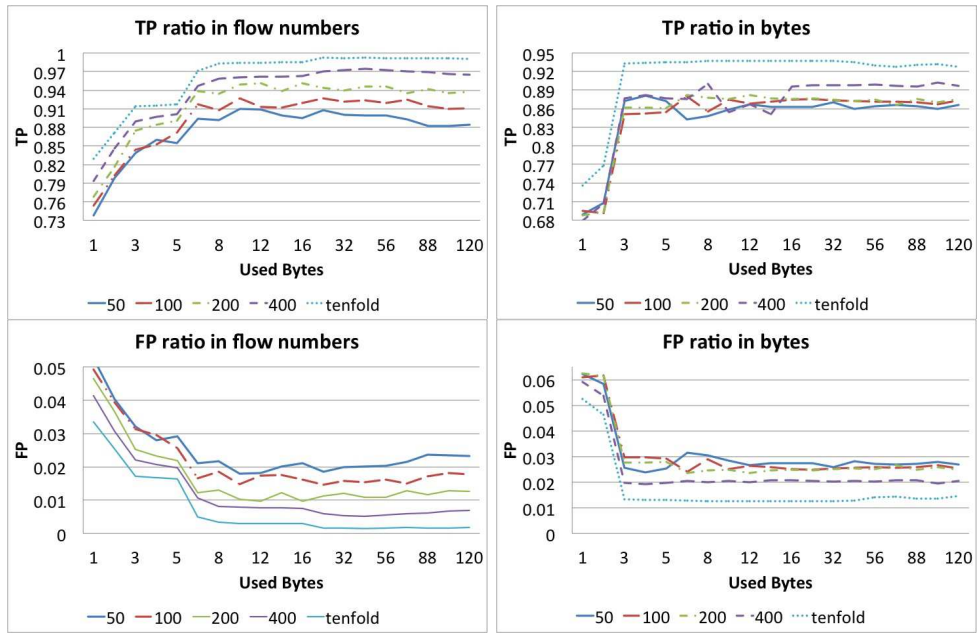 TP ratio in flow numbers
1
0.97
0.94
0.91
0.88
0.85
0.82
0.79
0.76
0.73
TP
1 3 5 8 12 16 32 56 88 120
Used Bytes
50 100 200 400 tenfold
TP ratio in bytes
0.95
0.92
0.89
0.86
0.83
0.80
0.77
0.74
0.71
0.68
TP
1 3 5 8 12 16 32 56 88 120
Used Bytes
50 100 200 400 tenfold
FP ratio in flow numbers
0.05
0.04
0.03
0.02
0.01
0
FP
1 3 5 8 12 16 32 56 88 120
Used Bytes
50 100 200 400 tenfold
FP ratio in bytes
0.06
0.05
0.04
0.03
0.02
0.01
0
FP
1 3 5 8 12 16 32 56 88 120
Used Bytes
50 100 200 400 tenfold